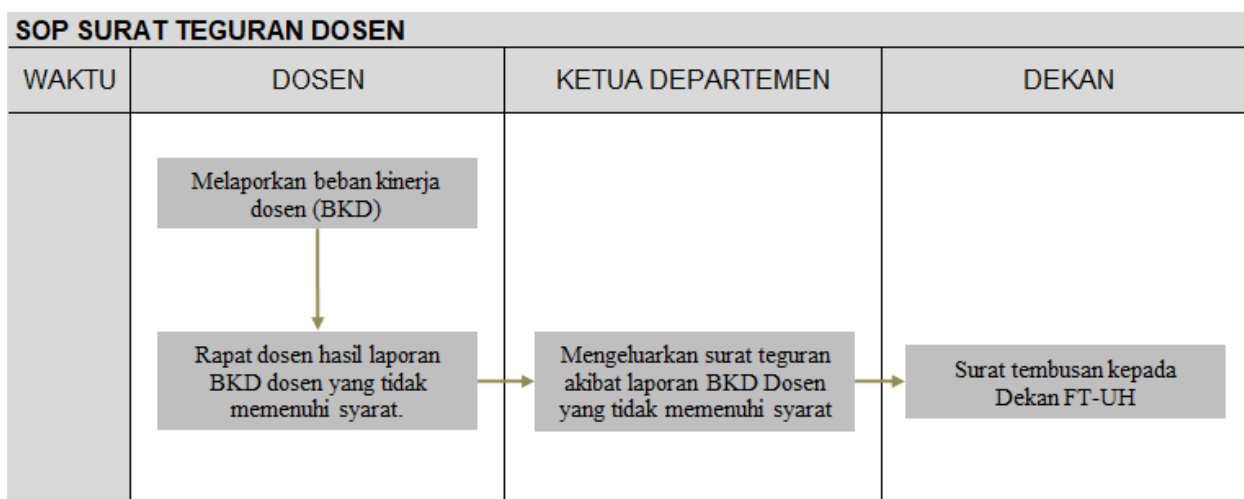 SOP SURAT TEGURAN DOSEN
WAKTU
DOSEN
KETUA DEPARTEMEN
DEKAN
Melaporkan beban kinerja
dosen (BKD)
Rapat dosen hasil laporan
BKD dosen yang tidak
memenuhi syarat.
Mengeluarkan surat teguran
akibat laporan BKD Dosen
yang tidak memenuhi syarat
Surat tembusan kepada
Dekan FT-UH